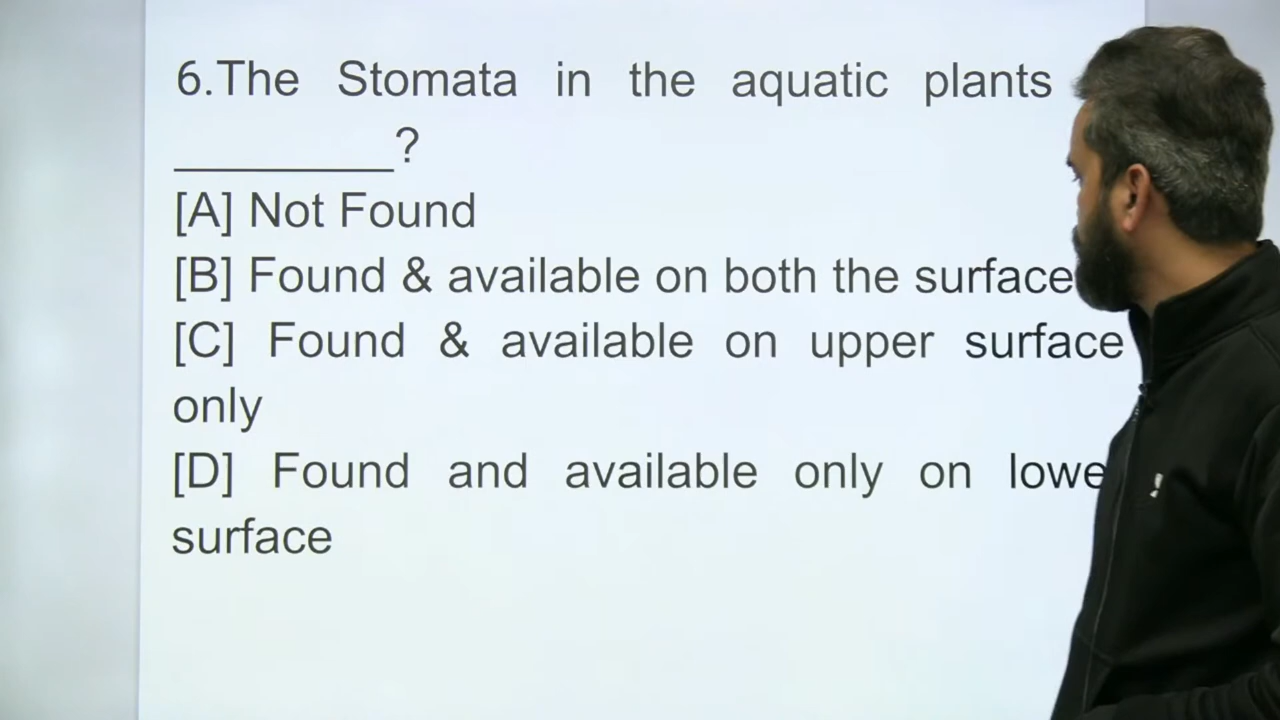 6.The Stomata in the aquatic plants
_________?
[A] Not Found
[B] Found & available on both the surface
[C] Found & available on upper surface
only
[D] Found and available only on lowe
surface